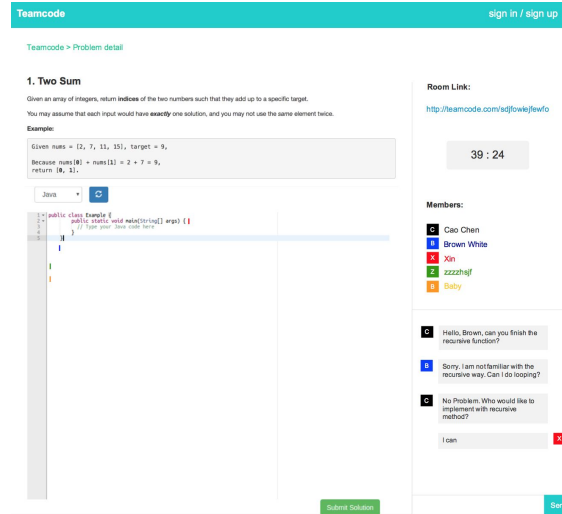 Teamcode
sign in / sign up
Teamcode > Problem detail
1. Two Sum
Given an array of integers, return indices of the two numbers such that they add up to a specific target.
You may assume that each input would have exactly one solution, and you may not use the same element twice.
Example:
Given nums = [2, 7, 11, 15], target = 9,
Because nums[0] + nums[1] = 2 + 7 = 9,
return [0, 1].
Java
1 public class Example {
2 public static void main(String[] args) {
3 // Type your Java code here
4 }
5 }
Submit Solution
Room Link:
http://teamcode.com/sdjfowiejfewfo
39 : 24
Members:
C Cao Chen
B Brown White
X Xin
Z zzzzhsjf
B Baby
C Hello, Brown, can you finish the
recursive function?
B Sorry. I am not familiar with the
recursive way. Can I do looping?
C No Problem. Who would like to
implement with recursive
method?
I can X